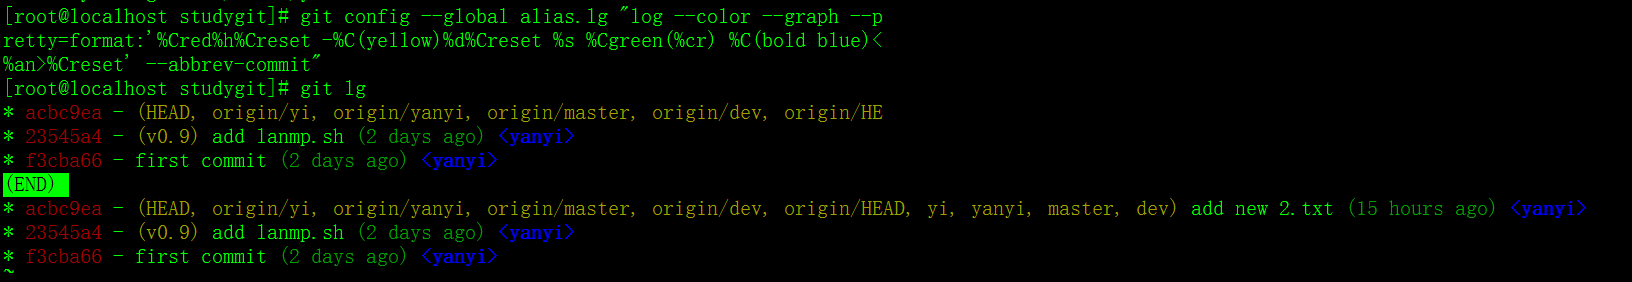 [root@localhost studygit]# git config --global alias.lg "log --color --graph --p
retty=format:'%Cred%h%Creset -%C(yellow)%d%Creset %s %Cgreen(%cr) %C(bold blue)<
%an>%Creset' --abbrev-commit"
[root@localhost studygit]# git lg
* acbc9ea - (HEAD, origin/yi, origin/yanyi, origin/master, origin/dev, origin/HE
* 23545a4 - (v0.9) add lanmp.sh (2 days ago) <yanyi>
* f3cba66 - first commit (2 days ago) <yanyi>
(END)
* acbc9ea - (HEAD, origin/yi, origin/yanyi, origin/master, origin/dev, origin/HEAD, yi, yanyi, master, dev) add new 2.txt (15 hours ago) <yanyi>
* 23545a4 - (v0.9) add lanmp.sh (2 days ago) <yanyi>
* f3cba66 - first commit (2 days ago) <yanyi>
~